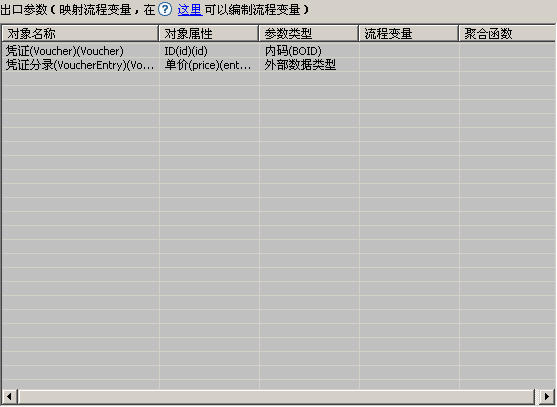 出口参数(映射流程变量,在 ? 这里 可以编制流程变量)
对象名称 对象属性 参数类型 流程变量 聚合函数
凭证(Voucher)(Voucher) ID(id)(id) 内码(BOID)
凭证分录(VoucherEntry)(Vo... 单价(price)(ent... 外部数据类型